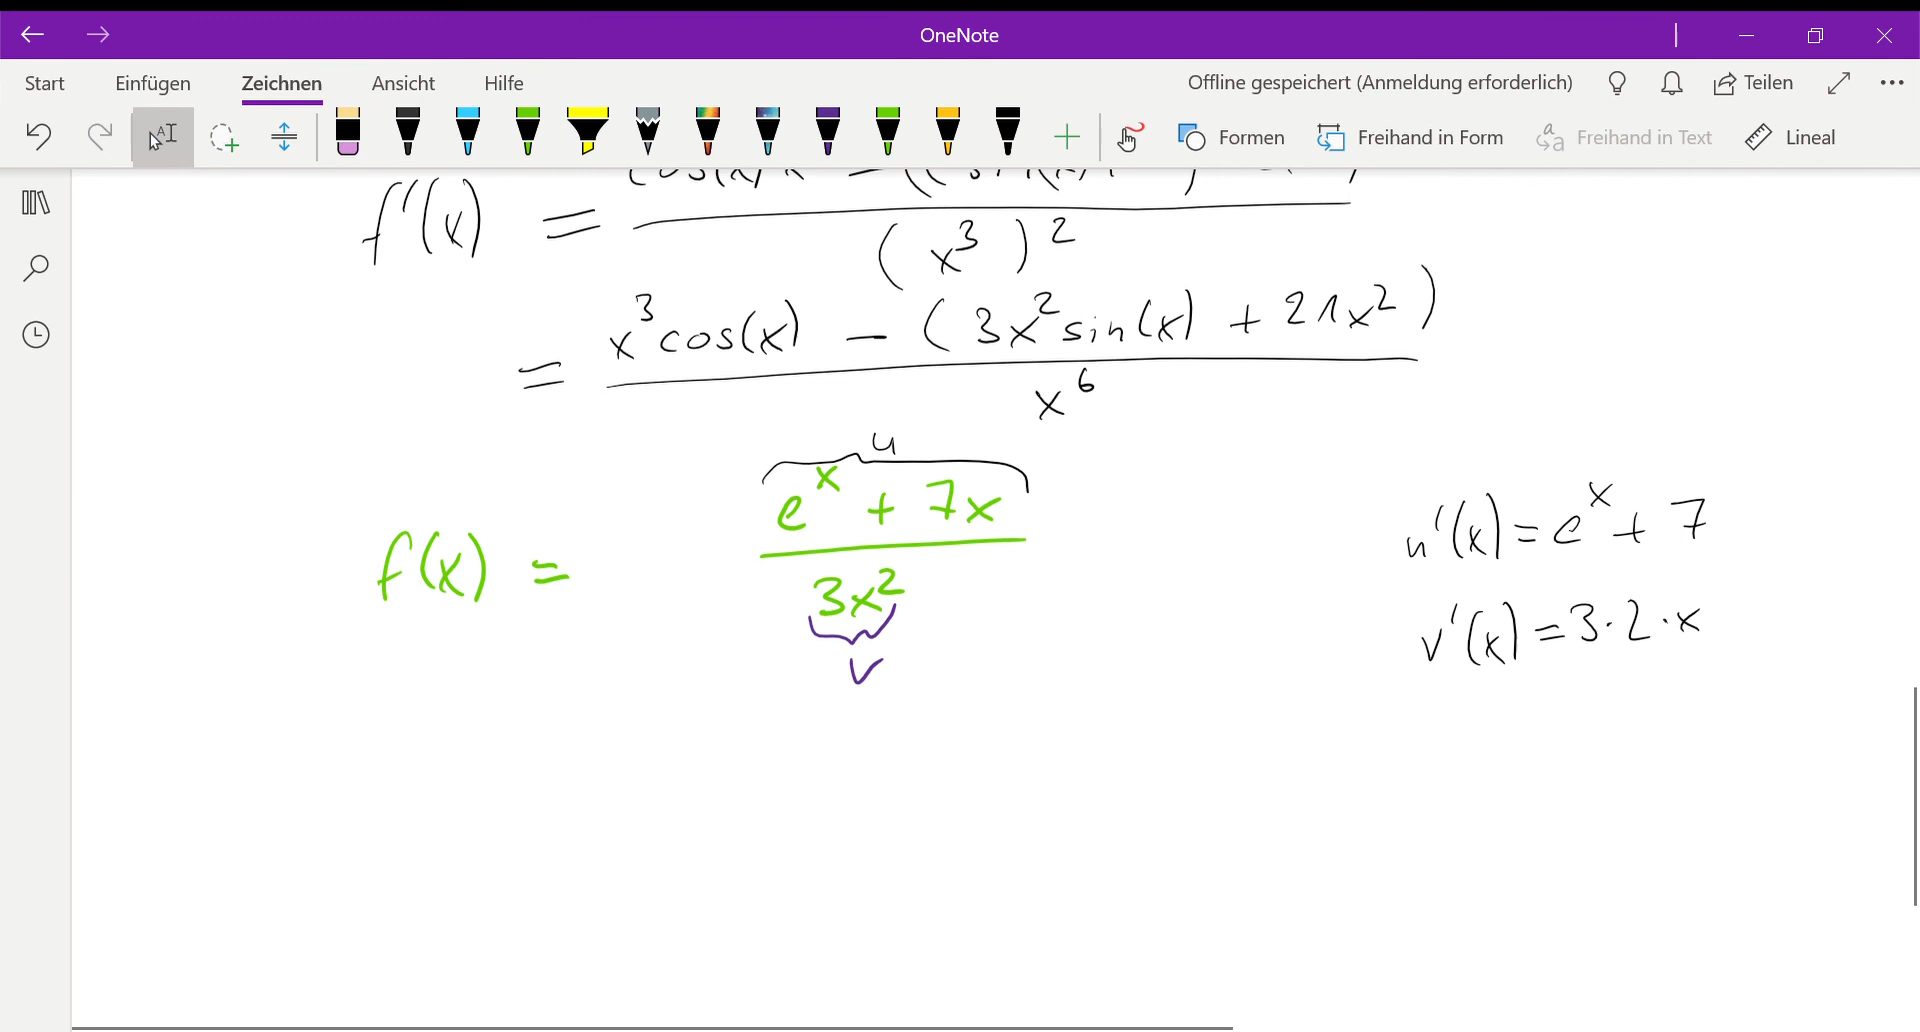 OneNote
Start Einfügen Zeichnen Ansicht Hilfe Offline gespeichert (Anmeldung erforderlich) Teilen
Formen Freihand in Form Freihand in Text Lineal
f'(x) =
(x³)²
= x³cos(x) - (3x²sin(x) + 21x²)
x⁶
u
eˣ + 7x
f(x) =
3x²
v
u'(x) = eˣ + 7
v'(x) = 3·2·x